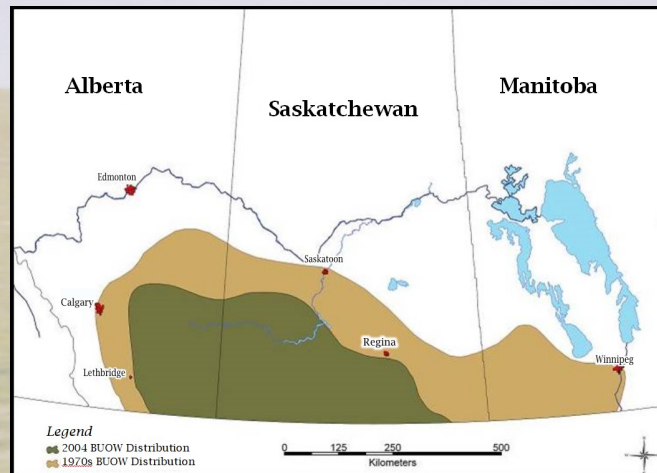 Alberta
Saskatchewan
Manitoba
Edmonton
Saskatoon
Calgary
Regina
Lethbridge
Winnipeg
Legend
2004 BUOW Distribution
1970s BUOW Distribution
0 125 250 500
Kilometers